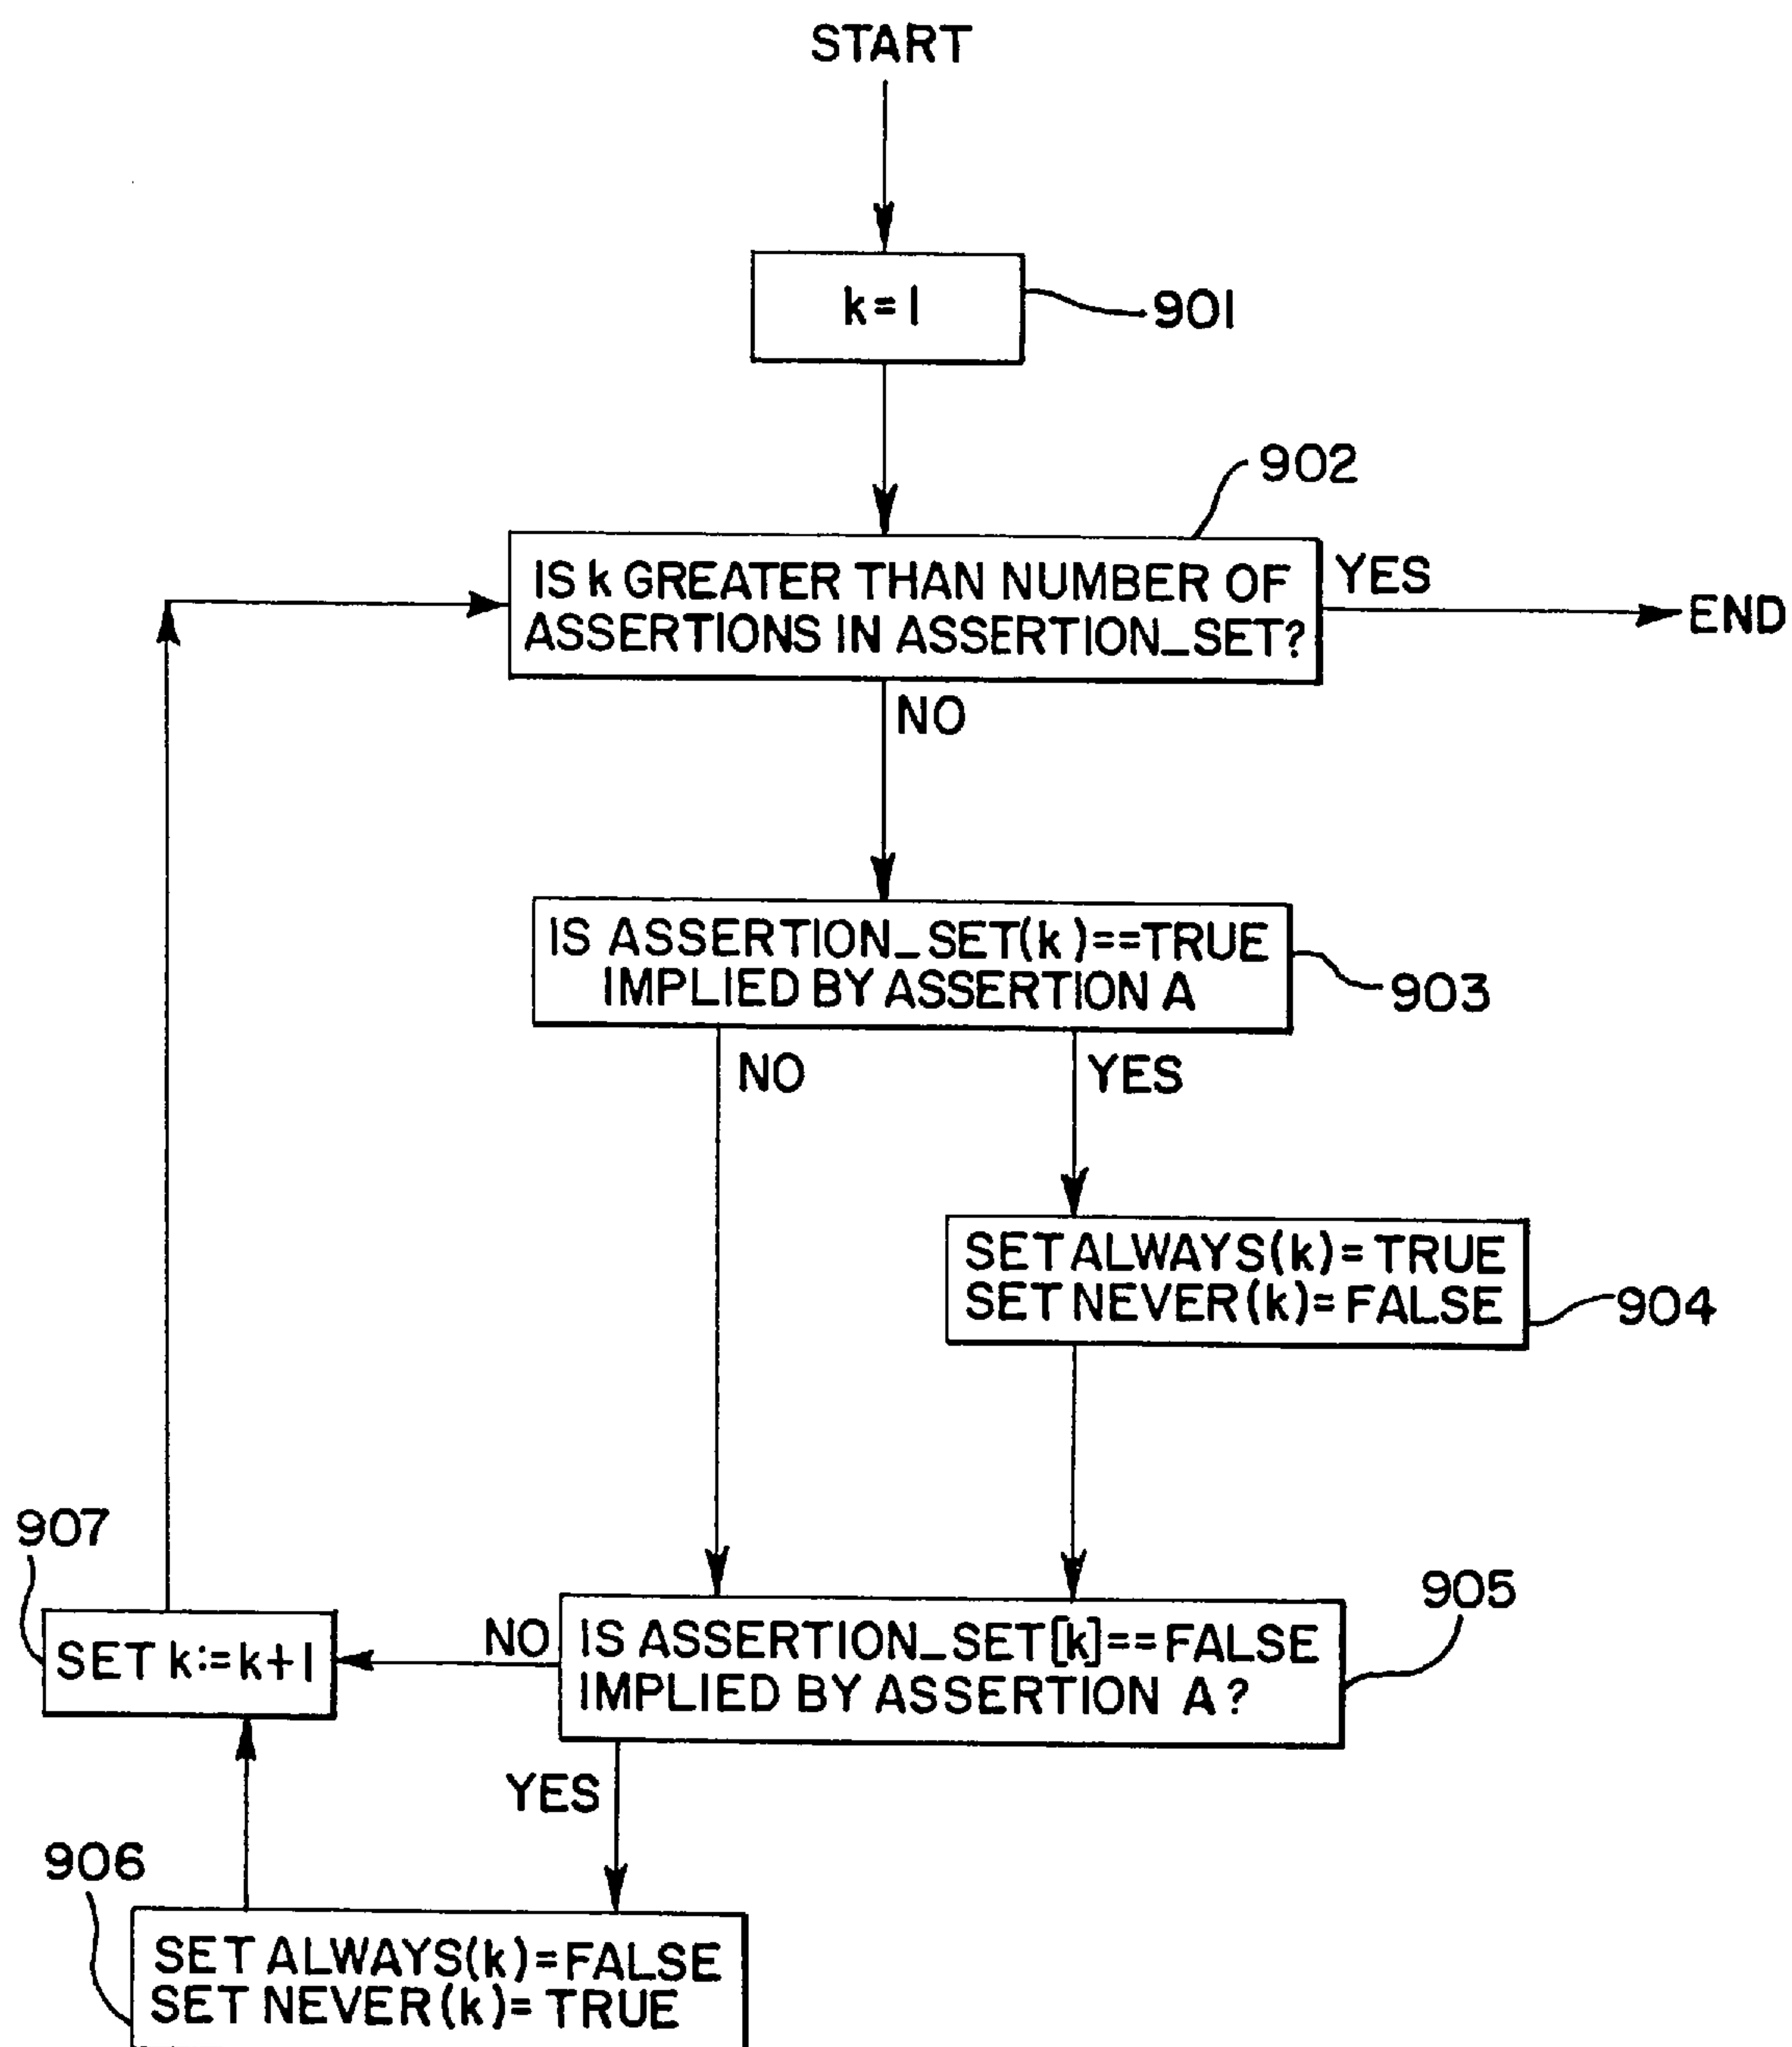 START
k=1
901
902
IS k GREATER THAN NUMBER OF
ASSERTIONS IN ASSERTION_SET?
YES
END
NO
IS ASSERTION_SET(k)==TRUE
IMPLIED BY ASSERTION A
903
NO
YES
SET ALWAYS(k)=TRUE
SET NEVER(k)=FALSE
904
907
SET k:=k+1
NO
IS ASSERTION_SET[k]==FALSE
IMPLIED BY ASSERTION A?
905
YES
906
SET ALWAYS(k)=FALSE
SET NEVER(k)=TRUE